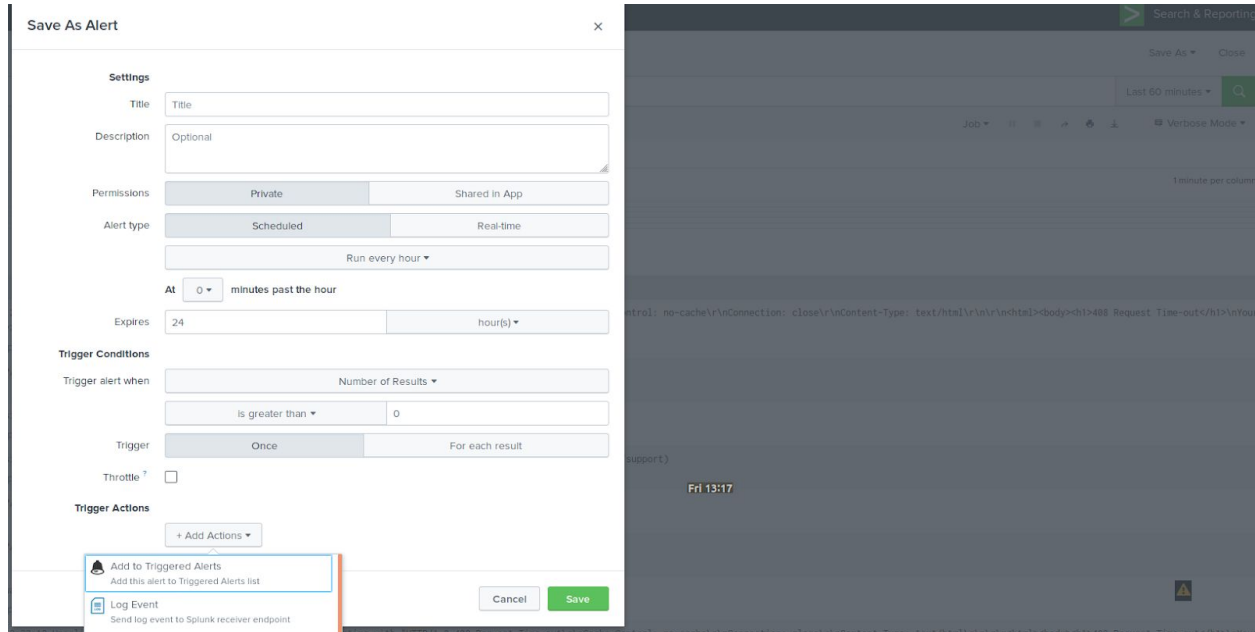 Save As Alert
Search & Reporting
Save As Close
Settings
Title Title
Last 60 minutes
Description Optional
Job Verbose Mode
Permissions Private Shared in App
1 minute per column
Alert type Scheduled Real-time
Run every hour
At 0 minutes past the hour
ntrol: no-cache\r\nConnection: close\r\nContent-Type: text/html\r\n\r\n<html><body><h1>408 Request Time-out</h1>\nYou
Expires 24 hour(s)
Trigger Conditions
Trigger alert when Number of Results
is greater than 0
Trigger Once For each result
support)
Throttle ?
Fri 13:17
Trigger Actions
+ Add Actions
Add to Triggered Alerts
Add this alert to Triggered Alerts list
Cancel Save
Log Event
Send log event to Splunk receiver endpoint